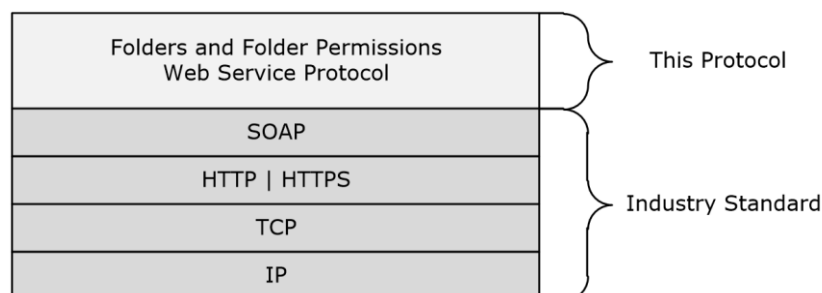 Folders and Folder Permissions
Web Service Protocol
This Protocol
SOAP
HTTP | HTTPS
TCP
IP
Industry Standard